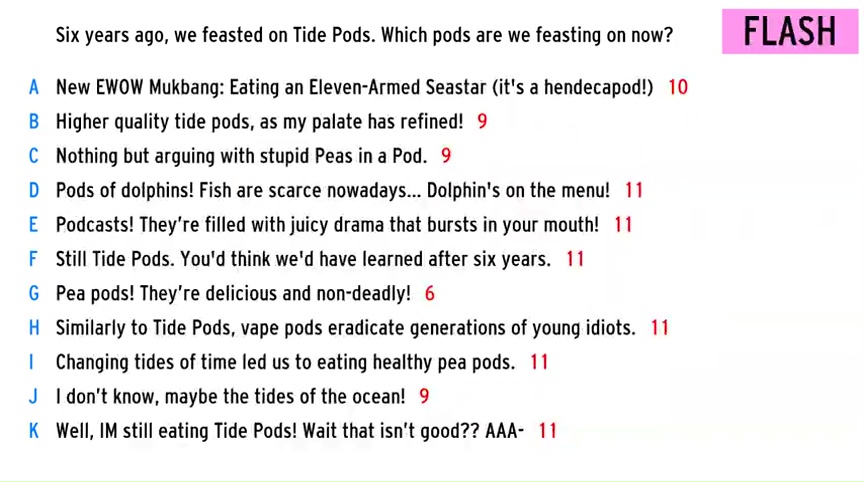 Six years ago, we feasted on Tide Pods. Which pods are we feasting on now?
FLASH
A New EWOW Mukbang: Eating an Eleven-Armed Seastar (it's a hendecapod!) 10
B Higher quality tide pods, as my palate has refined! 9
C Nothing but arguing with stupid Peas in a Pod. 9
D Pods of dolphins! Fish are scarce nowadays... Dolphin's on the menu! 11
E Podcasts! They’re filled with juicy drama that bursts in your mouth! 11
F Still Tide Pods. You'd think we'd have learned after six years. 11
G Pea pods! They’re delicious and non-deadly! 6
H Similarly to Tide Pods, vape pods eradicate generations of young idiots. 11
I Changing tides of time led us to eating healthy pea pods. 11
J I don’t know, maybe the tides of the ocean! 9
K Well, IM still eating Tide Pods! Wait that isn’t good?? AAA- 11